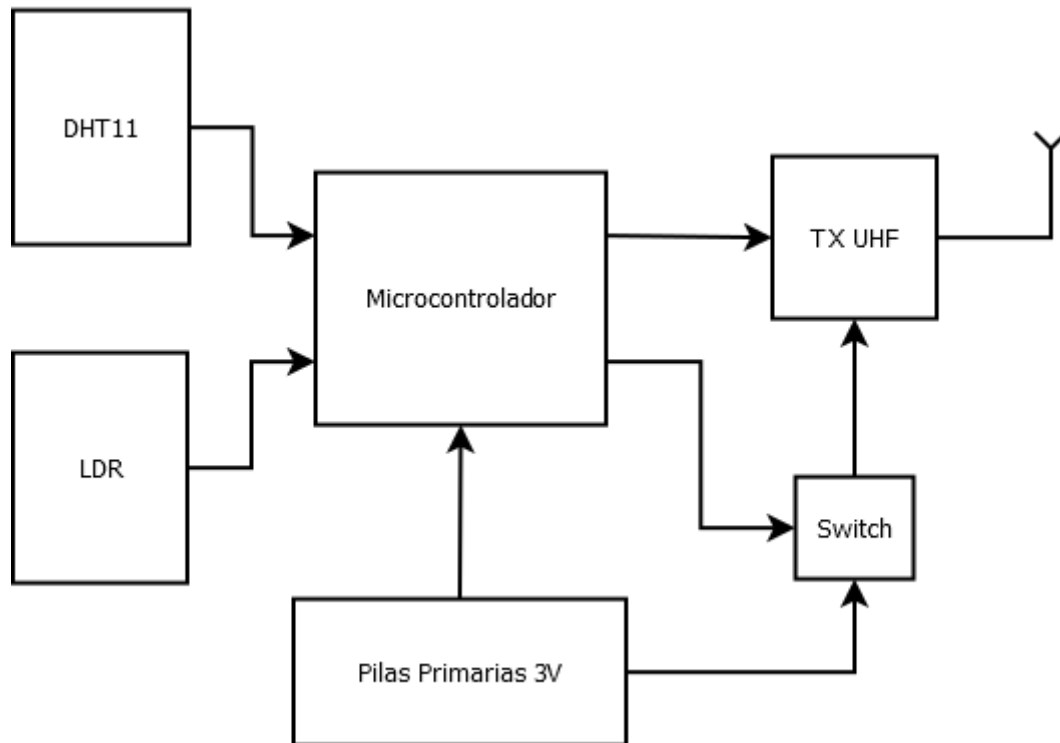 DHT11
Microcontrolador
TX UHF
LDR
Switch
Pilas Primarias 3V